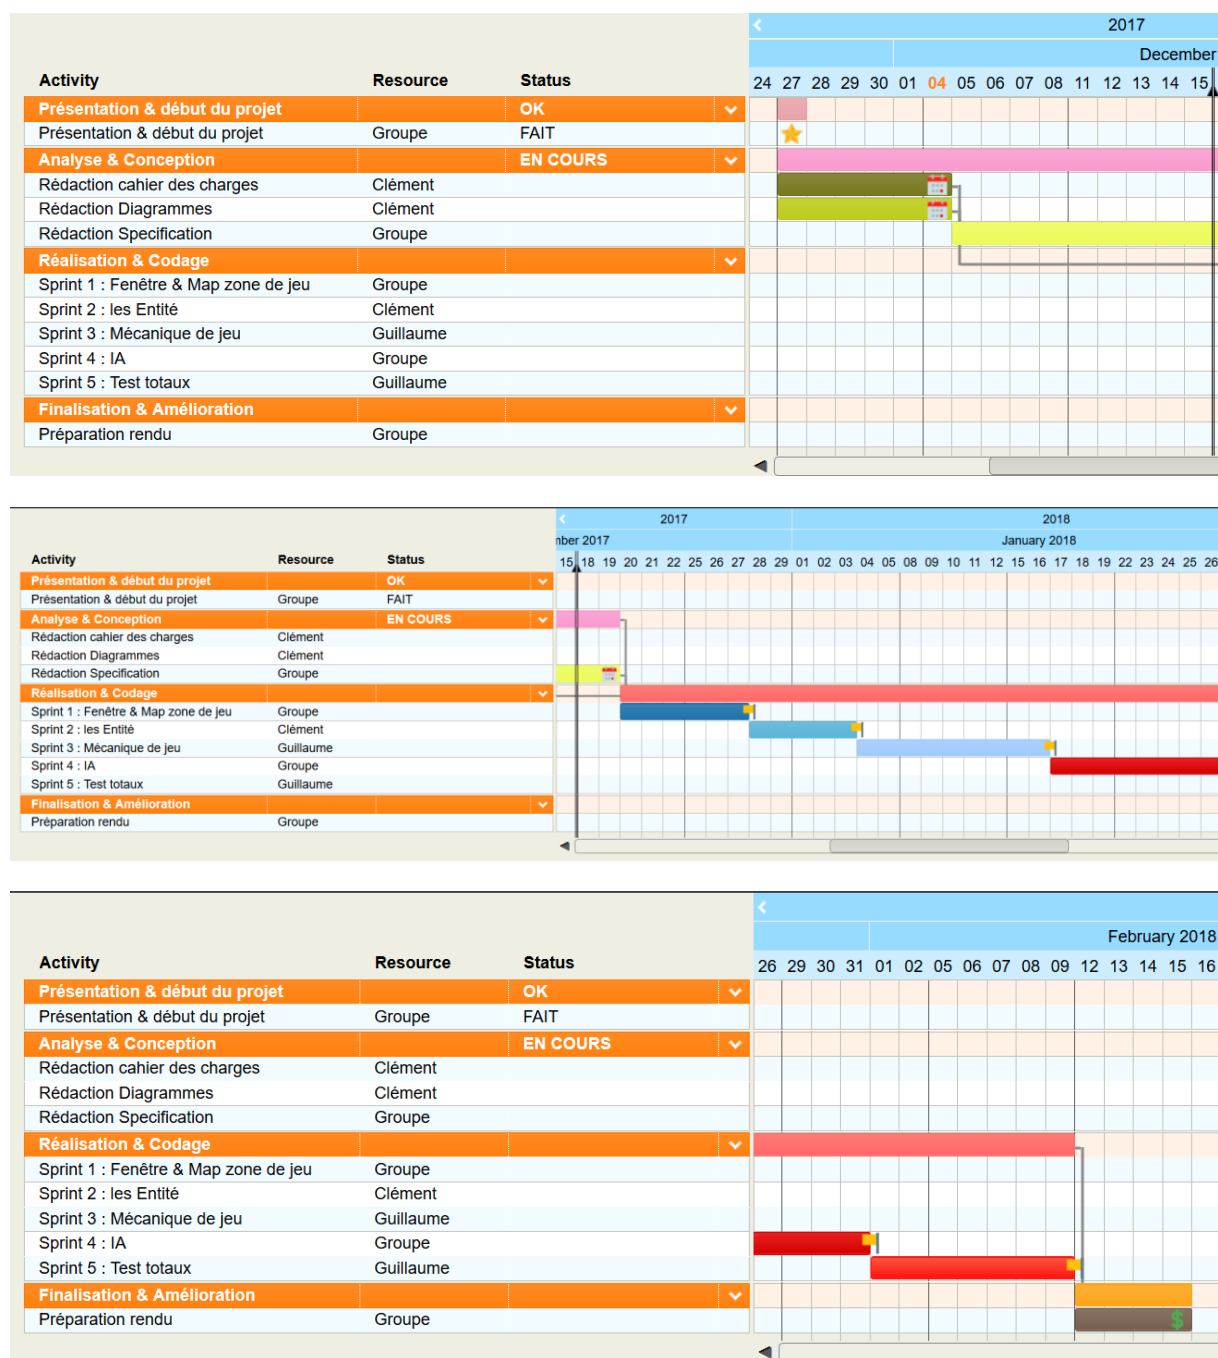 2017
December
Activity Resource Status 24 27 28 29 30 01 04 05 06 07 08 11 12 13 14 15
Présentation & début du projet OK
Présentation & début du projet Groupe FAIT
Analyse & Conception EN COURS
Rédaction cahier des charges Clément
Rédaction Diagrammes Clément
Rédaction Specification Groupe
Réalisation & Codage
Sprint 1 : Fenêtre & Map zone de jeu Groupe
Sprint 2 : les Entité Clément
Sprint 3 : Mécanique de jeu Guillaume
Sprint 4 : IA Groupe
Sprint 5 : Test totaux Guillaume
Finalisation & Amélioration
Préparation rendu Groupe
2017 2018
mber 2017 January 2018
Activity Resource Status 15 18 19 20 21 22 25 26 27 28 29 01 02 03 04 05 08 09 10 11 12 15 16 17 18 19 22 23 24 25 26
Présentation & début du projet OK
Présentation & début du projet Groupe FAIT
Analyse & Conception EN COURS
Rédaction cahier des charges Clément
Rédaction Diagrammes Clément
Rédaction Specification Groupe
Réalisation & Codage
Sprint 1 : Fenêtre & Map zone de jeu Groupe
Sprint 2 : les Entité Clément
Sprint 3 : Mécanique de jeu Guillaume
Sprint 4 : IA Groupe
Sprint 5 : Test totaux Guillaume
Finalisation & Amélioration
Préparation rendu Groupe
February 2018
Activity Resource Status 26 29 30 31 01 02 05 06 07 08 09 12 13 14 15 16
Présentation & début du projet OK
Présentation & début du projet Groupe FAIT
Analyse & Conception EN COURS
Rédaction cahier des charges Clément
Rédaction Diagrammes Clément
Rédaction Specification Groupe
Réalisation & Codage
Sprint 1 : Fenêtre & Map zone de jeu Groupe
Sprint 2 : les Entité Clément
Sprint 3 : Mécanique de jeu Guillaume
Sprint 4 : IA Groupe
Sprint 5 : Test totaux Guillaume
Finalisation & Amélioration
Préparation rendu Groupe $